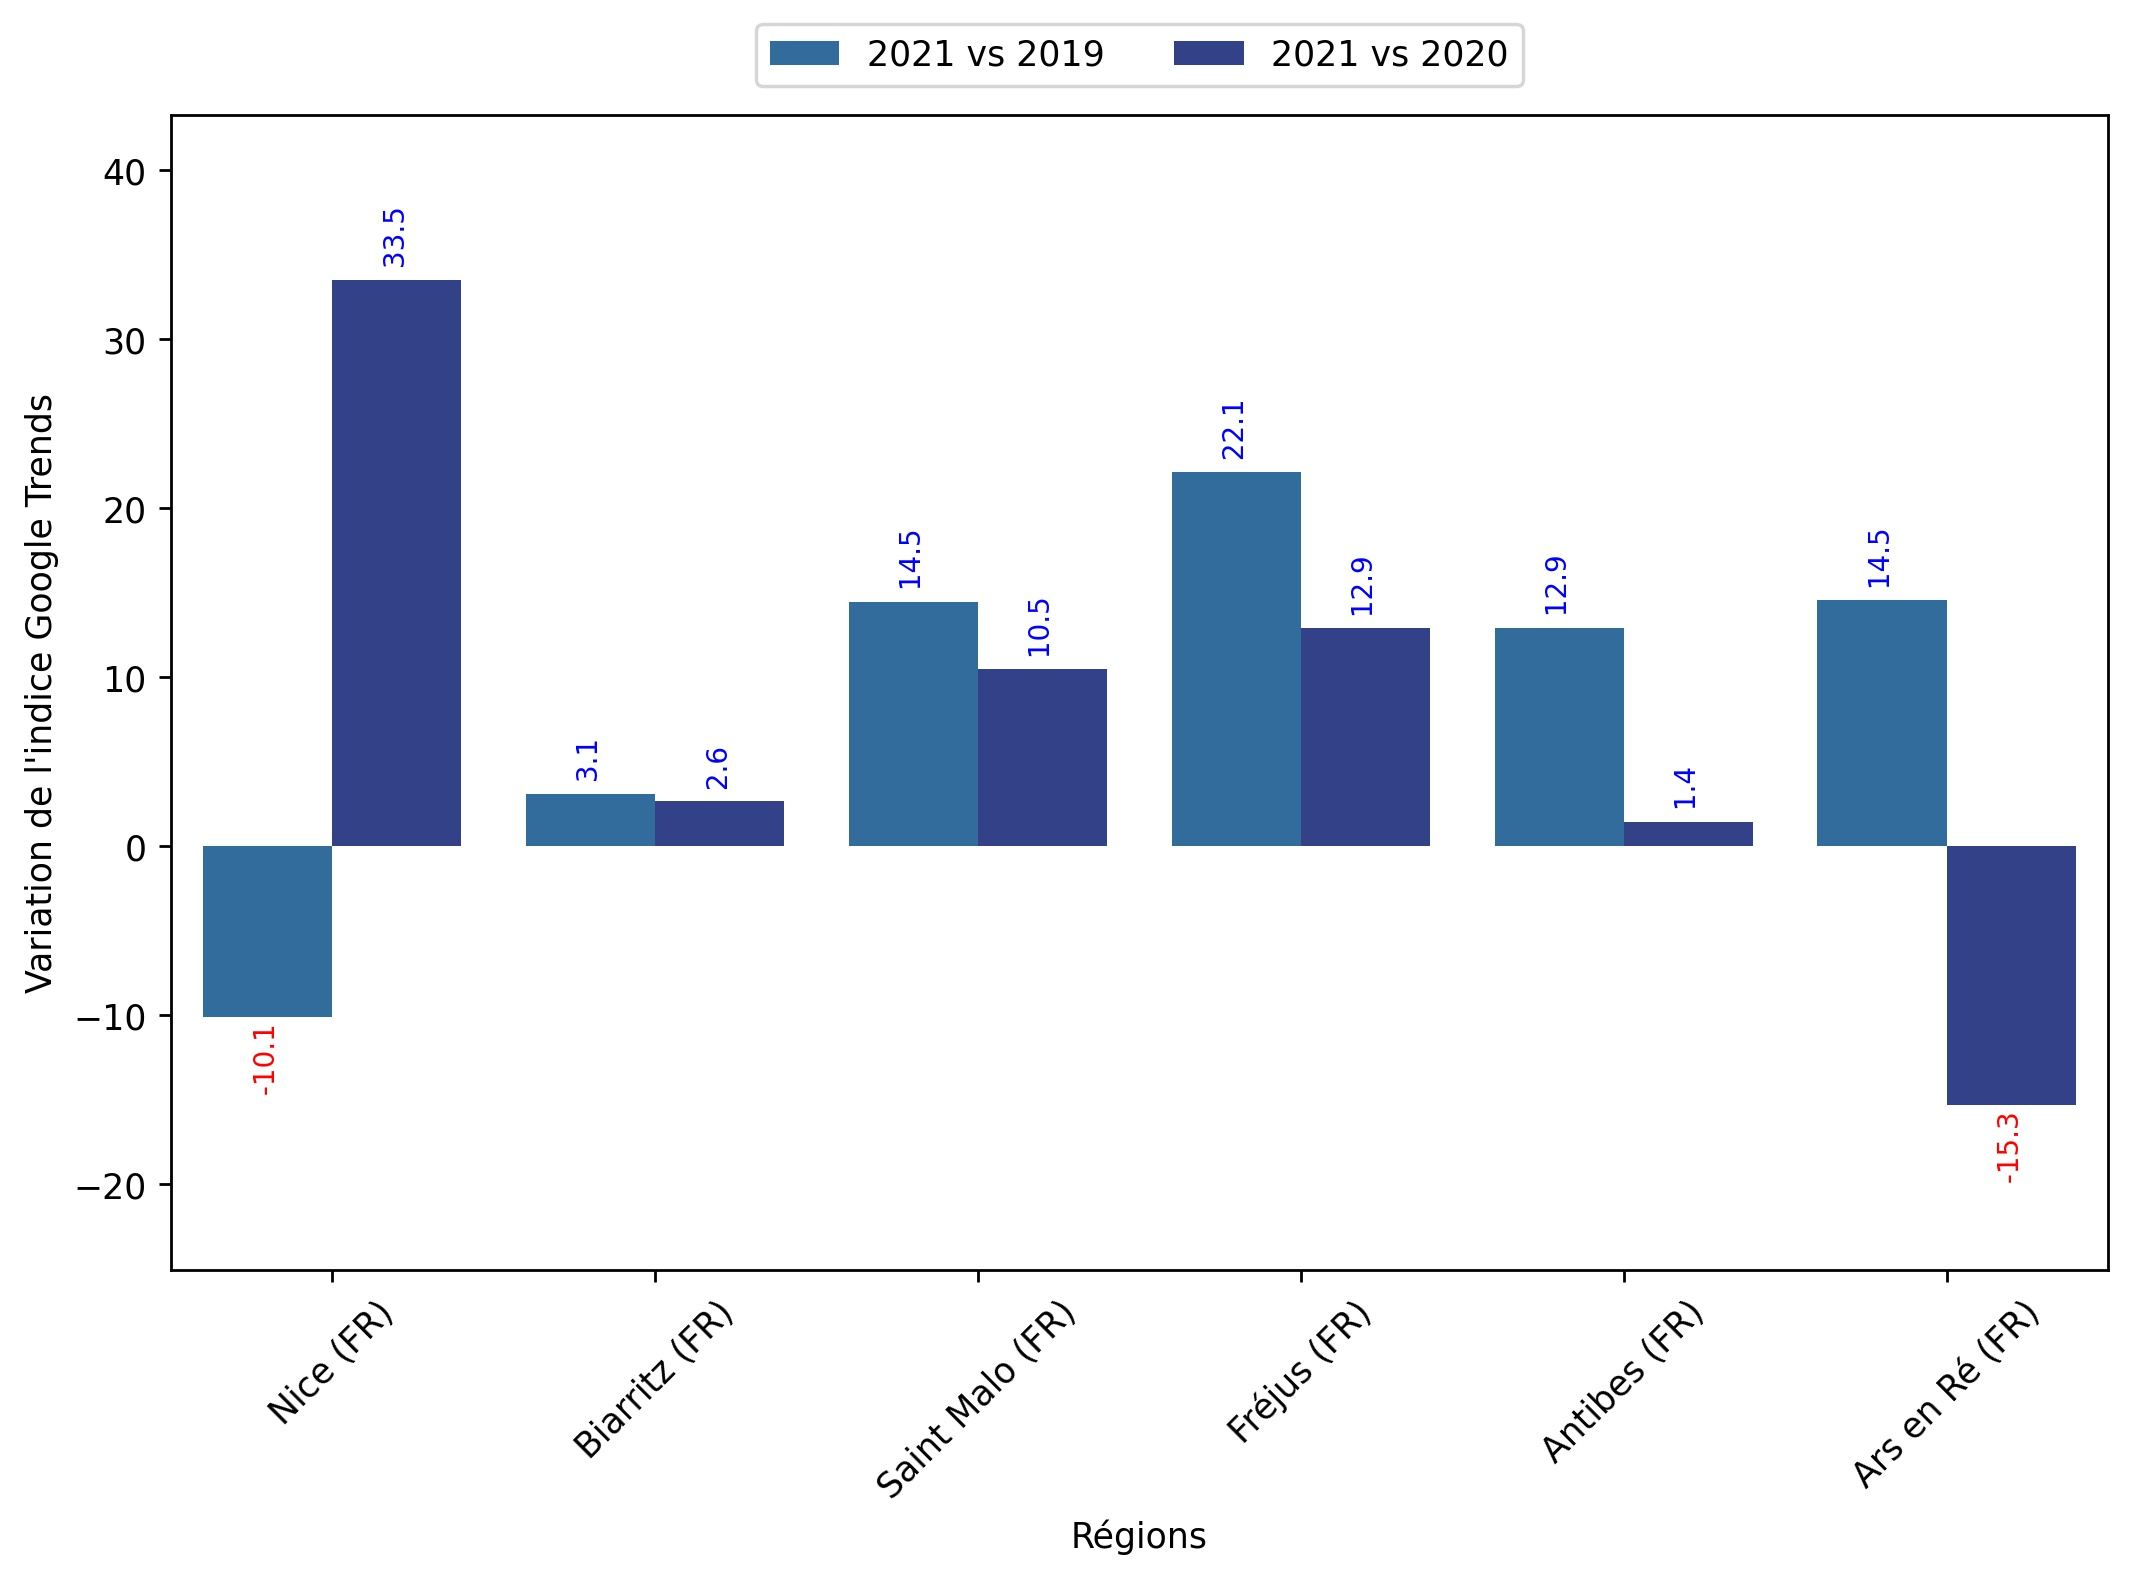 2021 vs 2019
2021 vs 2020
Variation de l'indice Google Trends
40
30
20
10
0
−10
−20
-10.1
33.5
3.1
2.6
14.5
10.5
22.1
12.9
12.9
1.4
14.5
-15.3
Nice (FR)
Biarritz (FR)
Saint Malo (FR)
Fréjus (FR)
Antibes (FR)
Ars en Ré (FR)
Régions